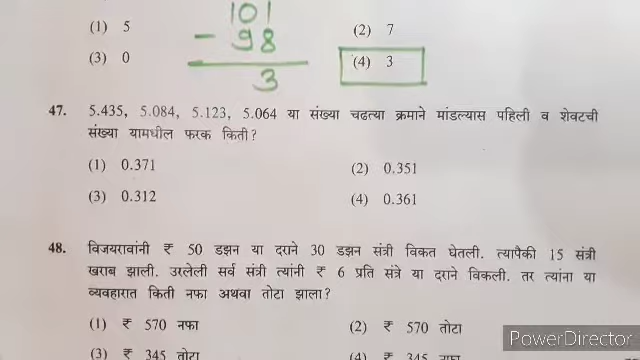 (1) 5
101
- 98
3
(2) 7
(3) 0
(4) 3
47. 5.435, 5.084, 5.123, 5.064 या संख्या चढत्या क्रमाने मांडल्यास पहिली व शेवटची
संख्या यामधील फरक किती?
(1) 0.371
(2) 0.351
(3) 0.312
(4) 0.361
48. विजयरावांनी ₹ 50 डझन या दराने 30 डझन संत्री विकत घेतली. त्यापैकी 15 संत्री
खराब झाली. उरलेली सर्व संत्री त्यांनी ₹ 6 प्रति संत्रे या दराने विकली. तर त्यांना या
व्यवहारात किती नफा अथवा तोटा झाला?
(1) ₹ 570 नफा
(2) ₹ 570 तोटा
(3) ₹ 345 तोटा
(4) ₹ 345 नफा
PowerDirector